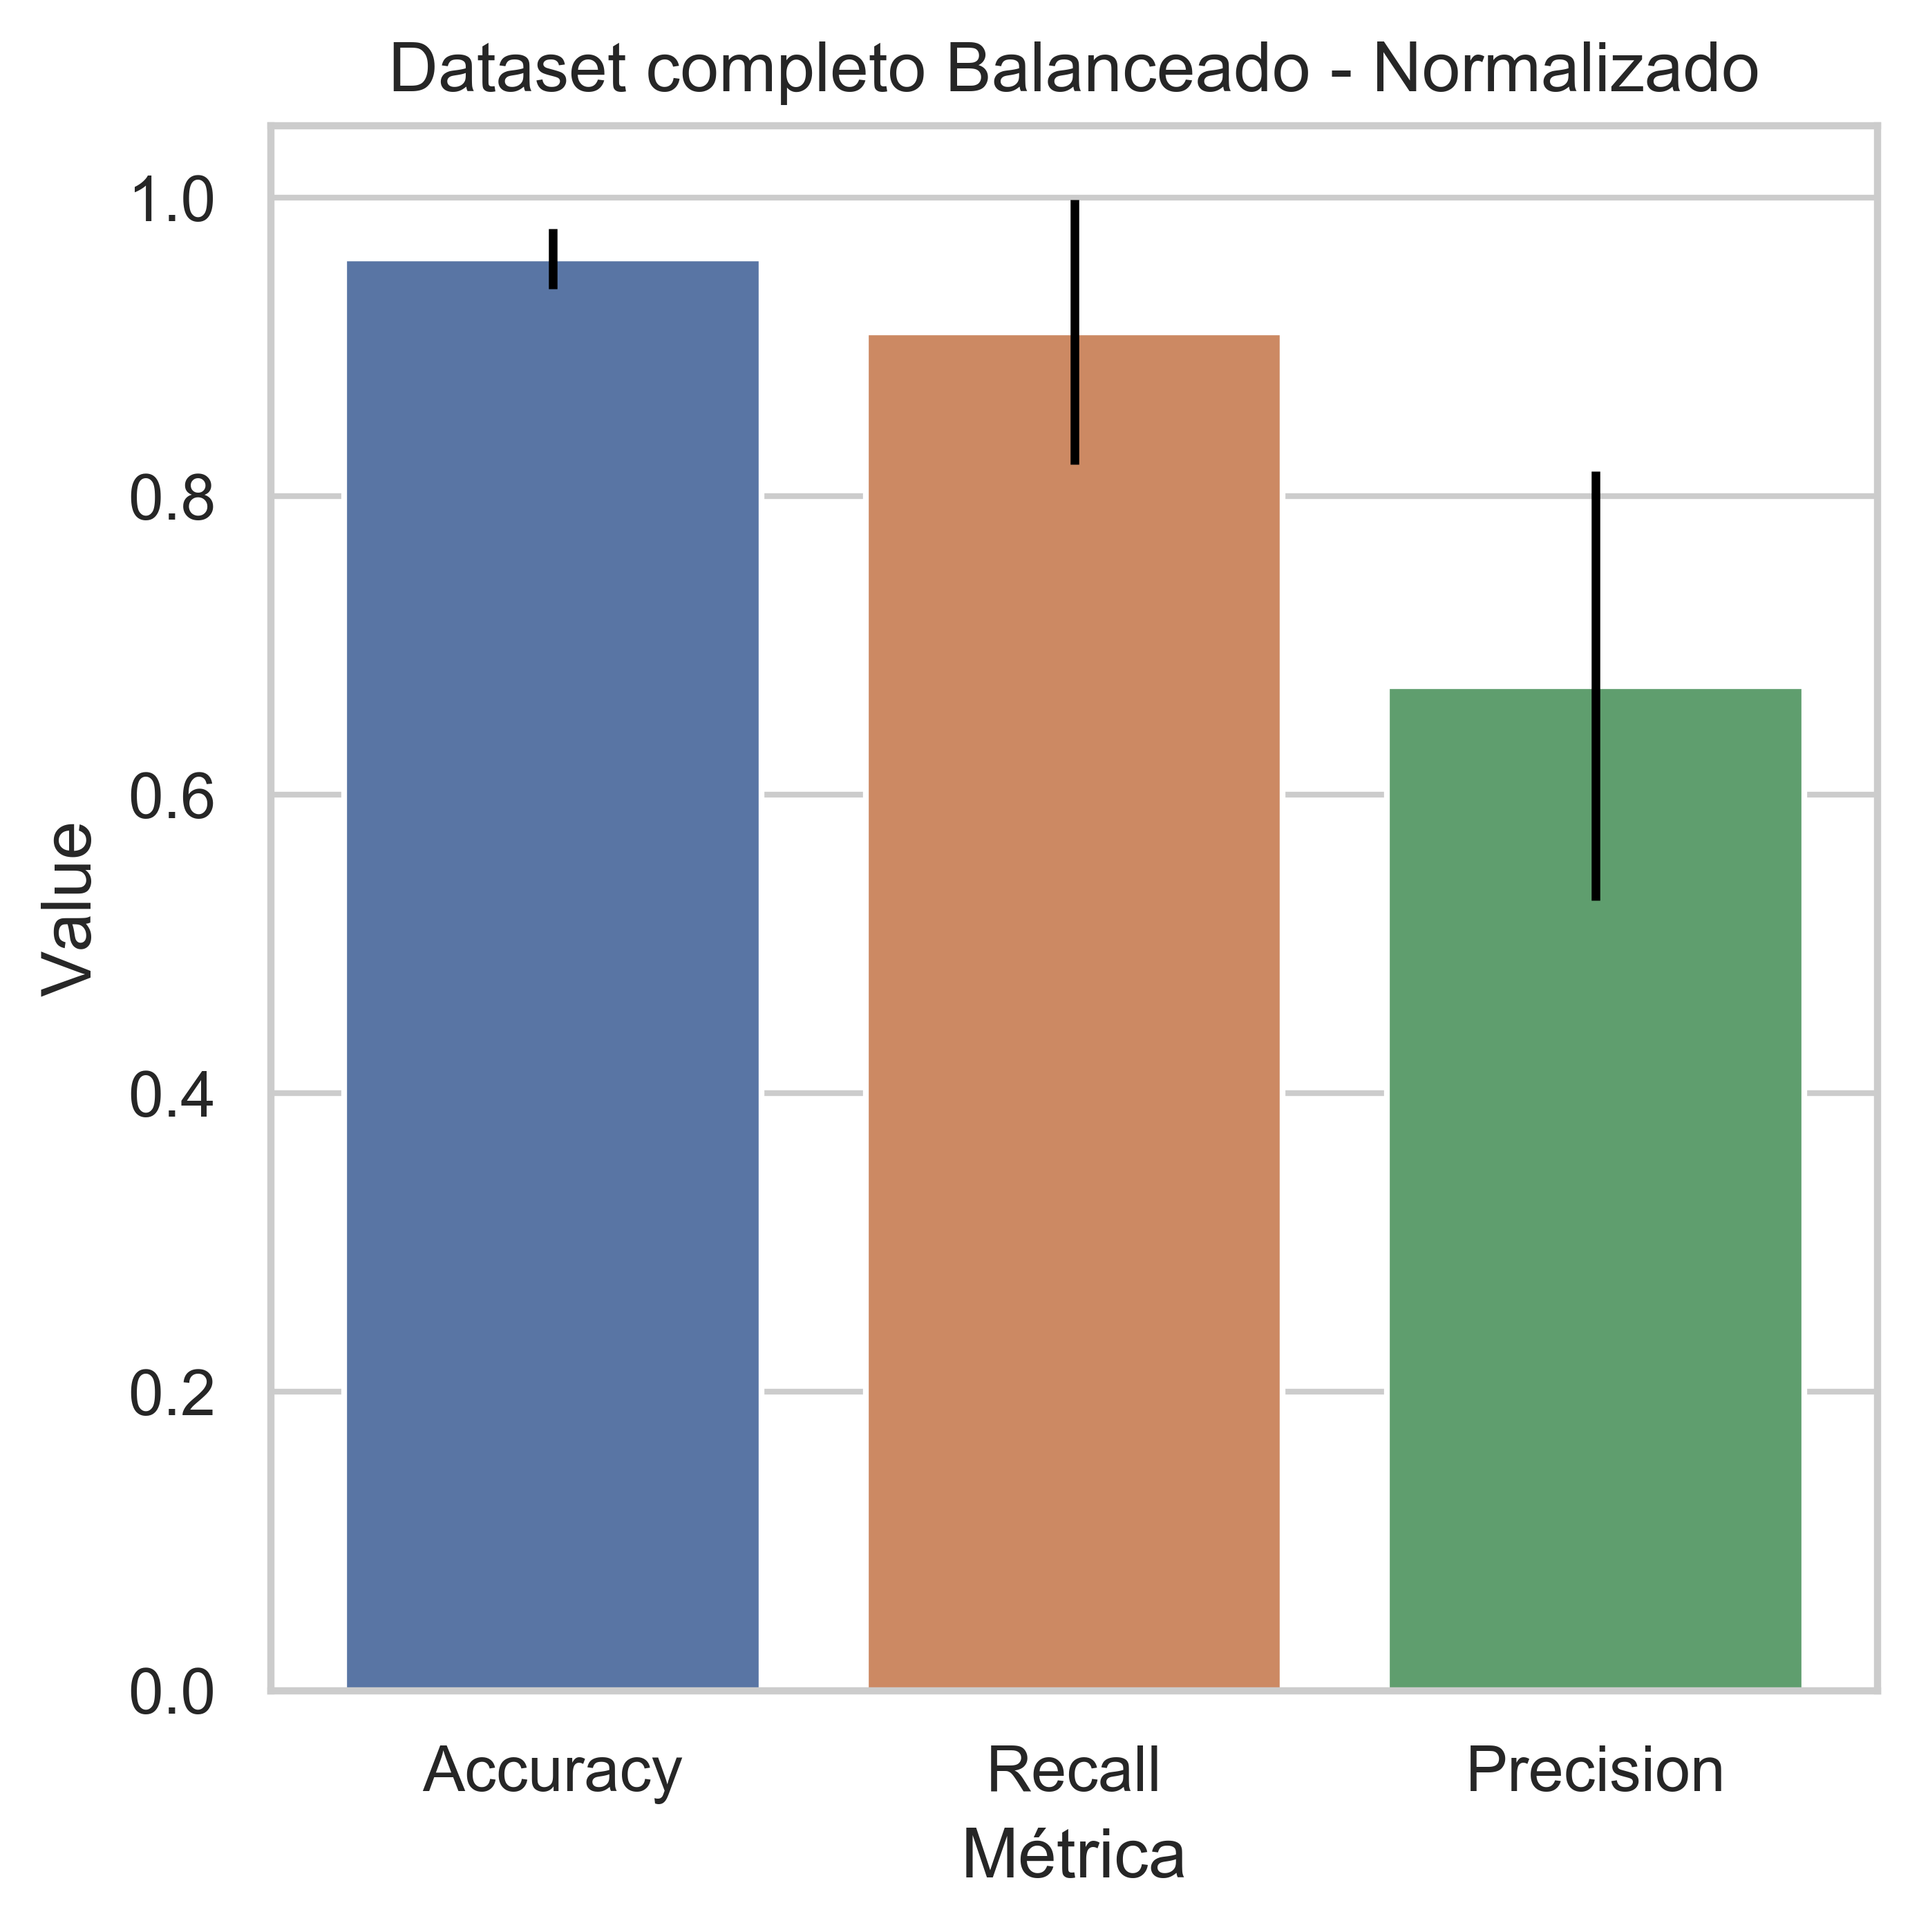 Dataset completo Balanceado - Normalizado
1.0
0.8
0.6
0.4
0.2
0.0
Value
Accuracy Recall Precision
Métrica